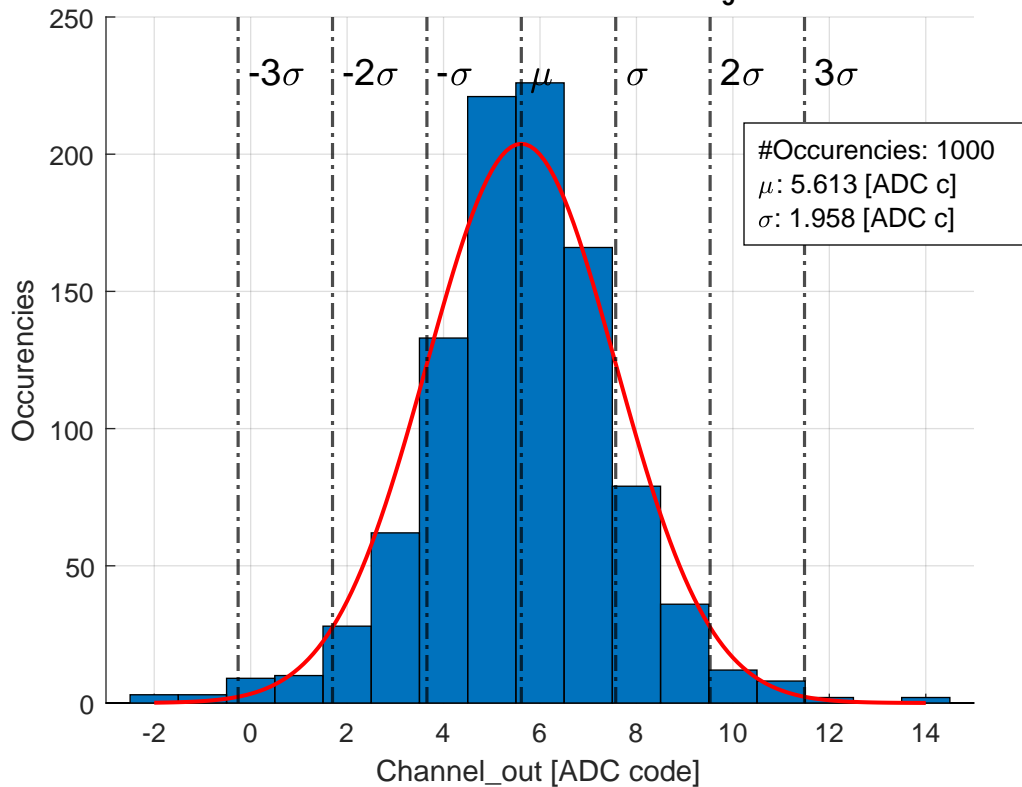 250
200
150
100
50
0
-3σ -2σ -σ μ σ 2σ 3σ
#Occurencies: 1000
μ: 5.613 [ADC c]
σ: 1.958 [ADC c]
Occurencies
-2 0 2 4 6 8 10 12 14
Channel_out [ADC code]